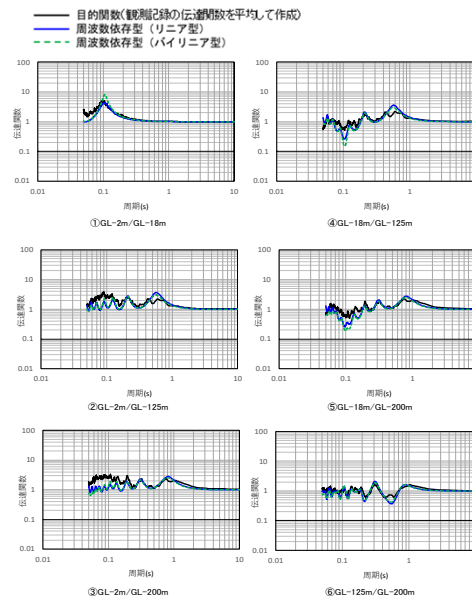 目的関数(観測記録の伝達関数を平均して作成)
周波数依存型(リニア型)
周波数依存型(バイリニア型)
100
10
1
0.1
0.01
伝達関数
0.01 0.1 1 10
周期(s)
①GL-2m/GL-18m
100
10
1
0.1
0.01
伝達関数
0.01 0.1 1
周期(s)
④GL-18m/GL-125m
100
10
1
0.1
0.01
伝達関数
0.01 0.1 1 10
周期(s)
②GL-2m/GL-125m
100
10
1
0.1
0.01
伝達関数
0.01 0.1 1
周期(s)
⑤GL-18m/GL-200m
100
10
1
0.1
0.01
伝達関数
0.01 0.1 1 10
周期(s)
③GL-2m/GL-200m
100
10
1
0.1
0.01
伝達関数
0.01 0.1 1
周期(s)
⑥GL-125m/GL-200m